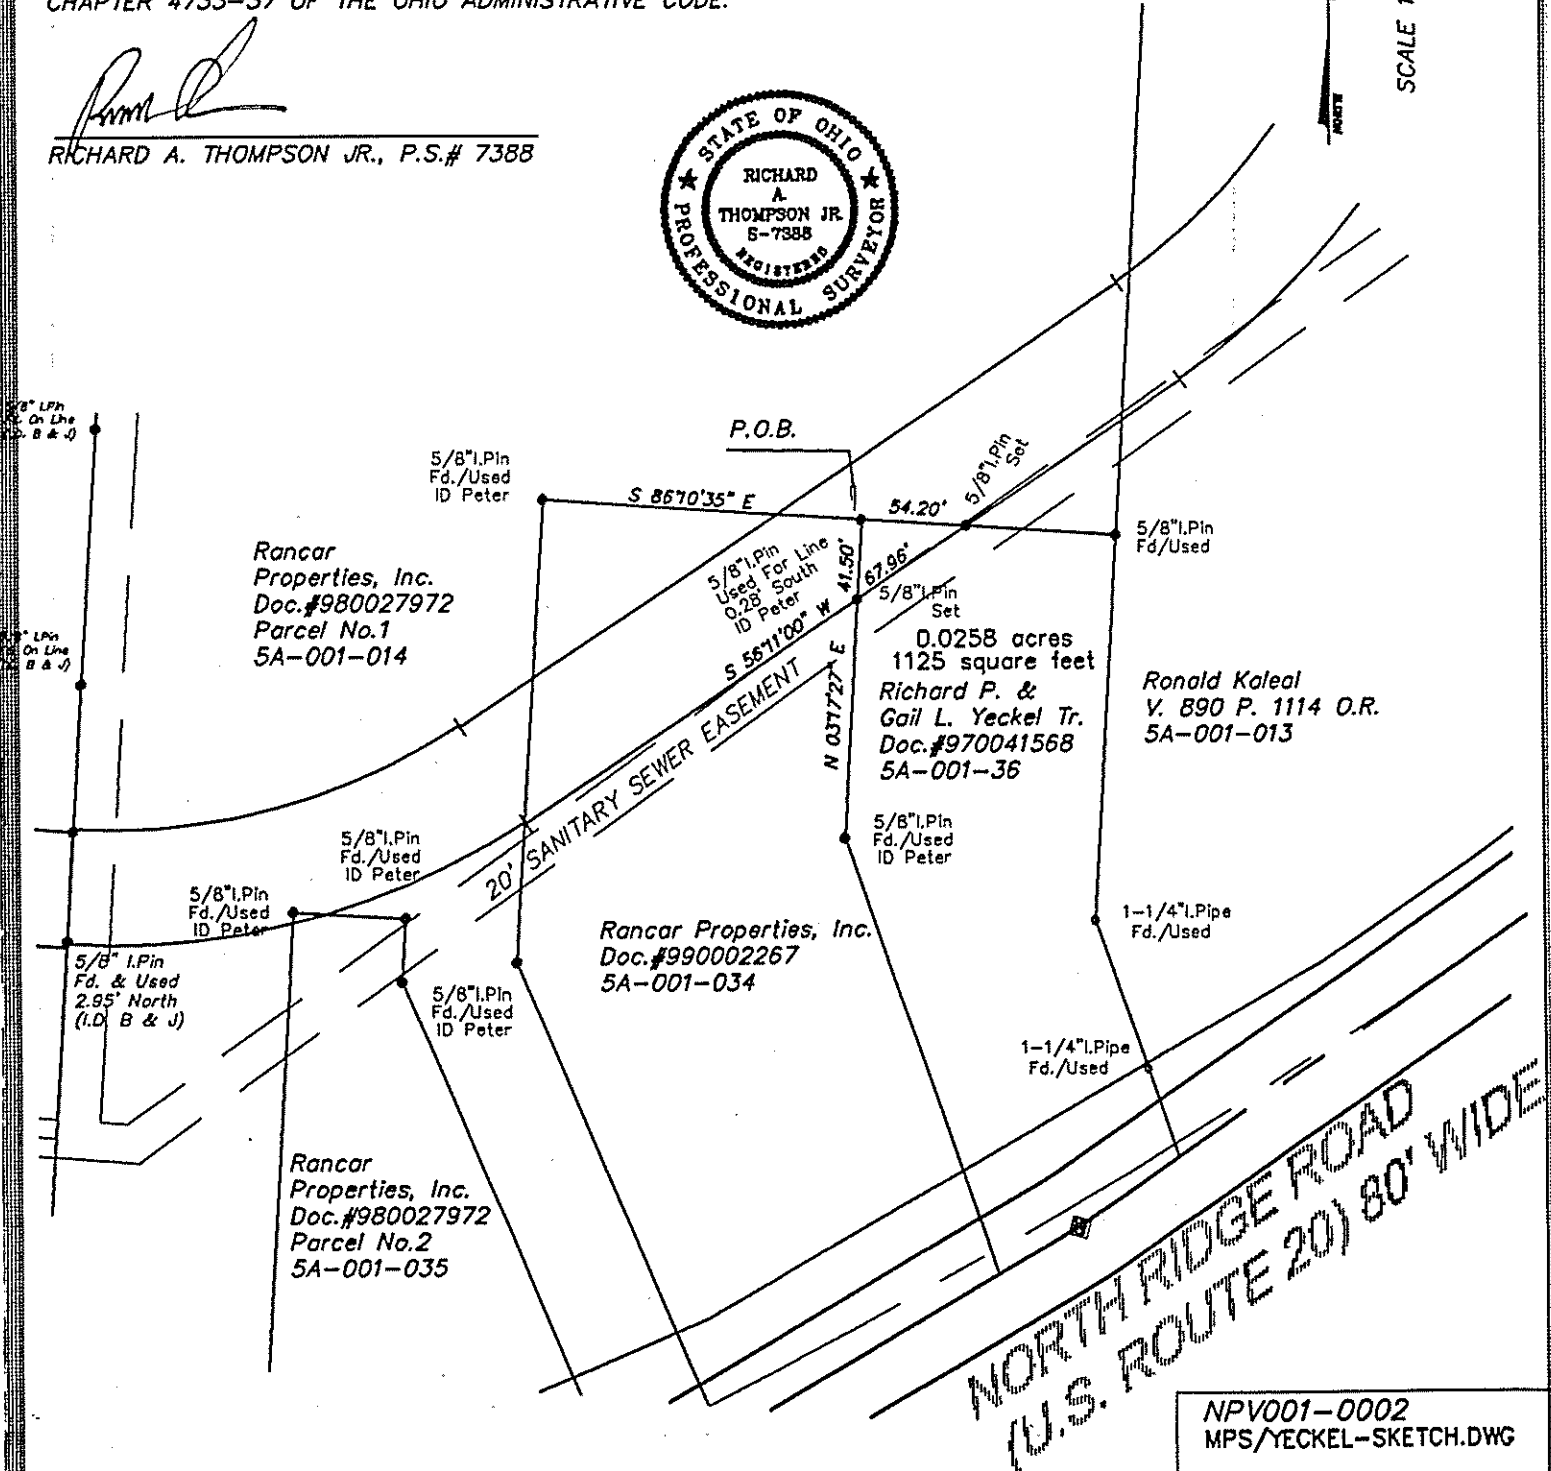 CHAPTER 4733-37 OF THE OHIO ADMINISTRATIVE CODE.
SCALE 1
RICHARD A. THOMPSON JR., P.S.# 7388
STATE OF OHIO
RICHARD
A.
THOMPSON JR.
S-7388
REGISTERED
PROFESSIONAL SURVEYOR
I.Pin
On Line
B & J)
P.O.B.
5/8"I.Pin
Fd./Used
ID Peter
S 86°10'35" E
54.20'
5/8"I.Pin
Set
5/8"I.Pin
Fd/Used
Rancar
Properties, Inc.
Doc.#980027972
Parcel No.1
5A-001-014
5/8"I.Pin
Used For Line
0.28' South
ID Peter
41.50'
67.96'
5/8"I.Pin
Set
S 56°11'00" W
N 03°17'27" E
0.0258 acres
1125 square feet
Richard P. &
Gail L. Yeckel Tr.
Doc.#970041568
5A-001-36
Ronald Kaleal
V. 890 P. 1114 O.R.
5A-001-013
I.Pin
On Line
B & J)
20' SANITARY SEWER EASEMENT
5/8"I.Pin
Fd./Used
ID Peter
5/8"I.Pin
Fd./Used
ID Peter
5/8"I.Pin
Fd./Used
ID Peter
5/8" I.Pin
Fd. & Used
2.95' North
(I.D. B & J)
5/8"I.Pin
Fd./Used
ID Peter
Rancar Properties, Inc.
Doc.#990002267
5A-001-034
1-1/4"I.Pipe
Fd./Used
1-1/4"I.Pipe
Fd./Used
Rancar
Properties, Inc.
Doc.#980027972
Parcel No.2
5A-001-035
NORTH RIDGE ROAD
(U.S. ROUTE 20) 80' WIDE
NPV001-0002
MPS/YECKEL-SKETCH.DWG